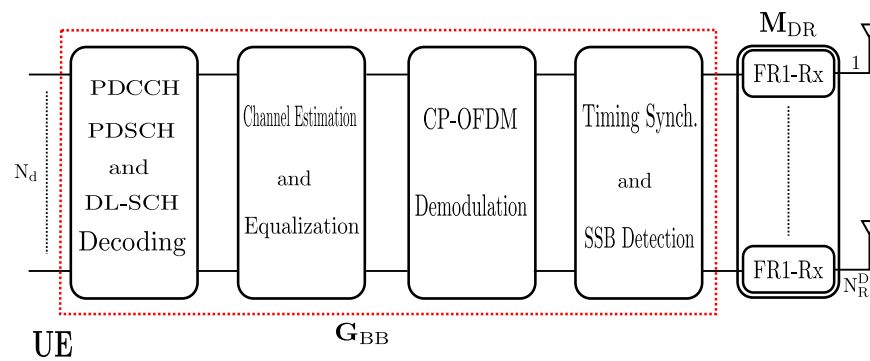 M_DR
PDCCH
PDSCH
and
DL-SCH
Decoding
Channel Estimation
and
Equalization
CP-OFDM
Demodulation
Timing Synch.
and
SSB Detection
FR1-Rx
1
FR1-Rx
N_R^D
N_d
G_BB
UE